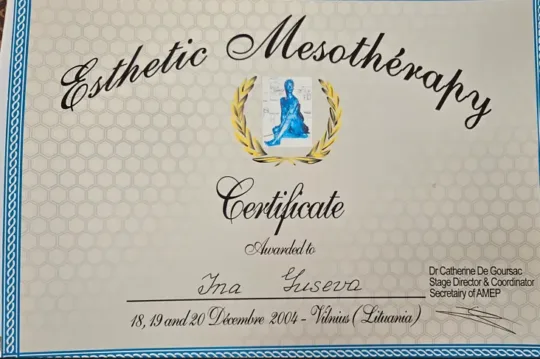 Esthetic Mesothérapy
Certificate
Awarded to
Ina Guseva
18, 19 and 20 Décembre 2004 - Vilnius (Lituania)
Dr Catherine De Goursac
Stage Director & Coordinator
Secretairy of AMEP